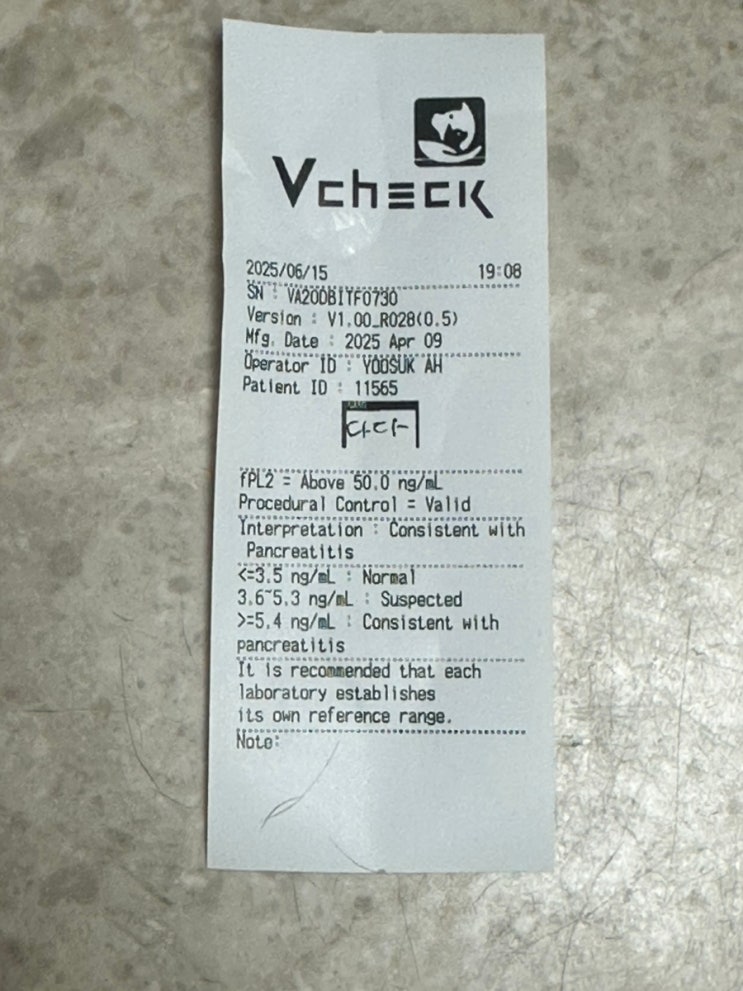 Vcheck
2025/06/15 19:08
SN : VA20DBITF0730
Version : V1.00_R028(0.5)
Mfg. Date : 2025 Apr 09
Operator ID : YOOSUK AH
Patient ID : 11565
다다
fPL2 = Above 50.0 ng/mL
Procedural Control = Valid
Interpretation : Consistent with
Pancreatitis
<=3.5 ng/mL : Normal
3.6~5.3 ng/mL : Suspected
>=5.4 ng/mL : Consistent with
pancreatitis
It is recommended that each
laboratory establishes
its own reference range.
Note: